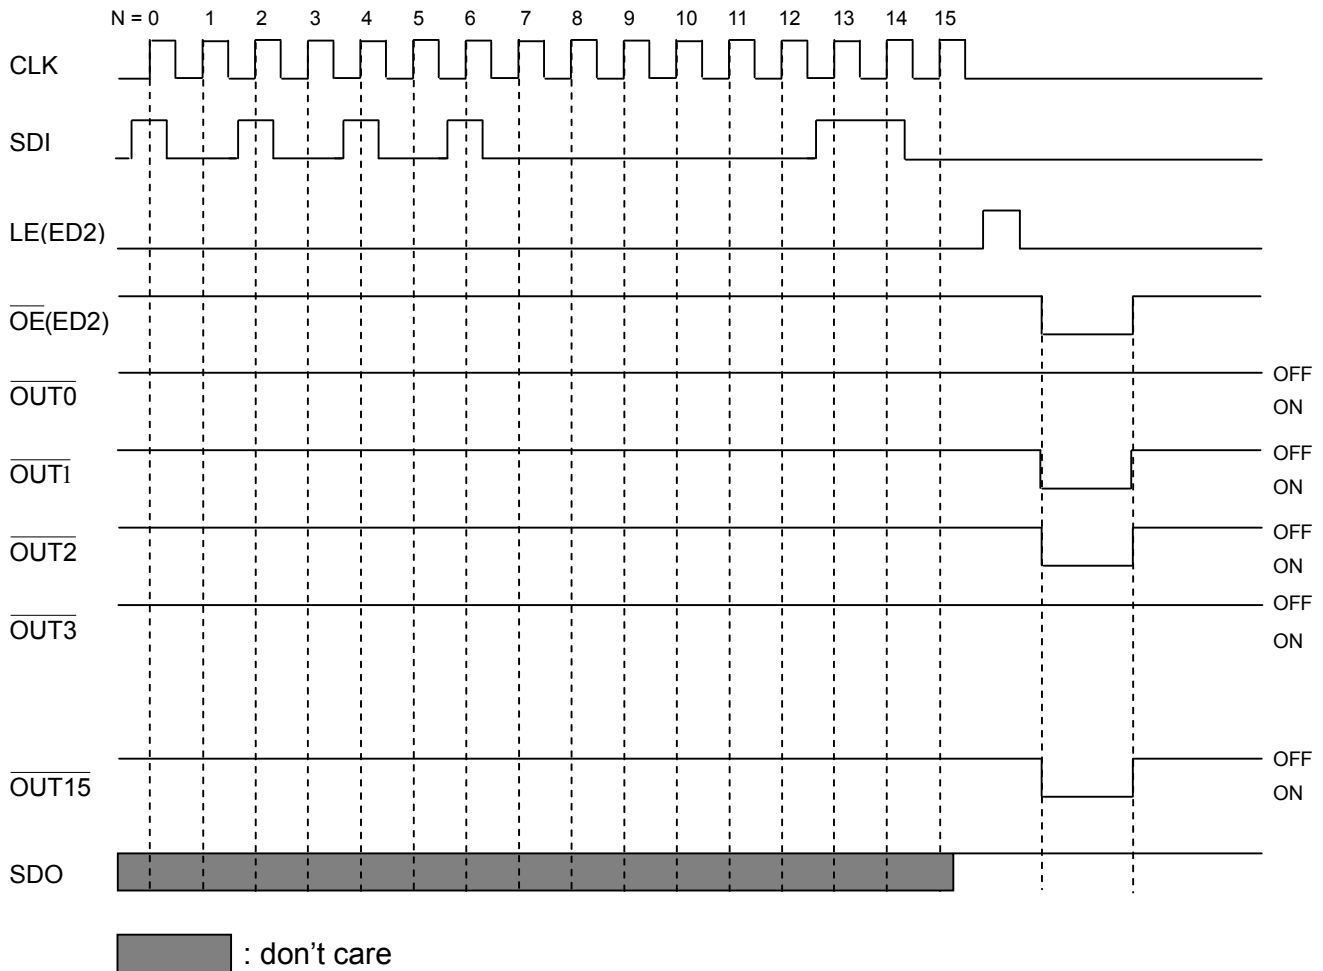 N = 0 1 2 3 4 5 6 7 8 9 10 11 12 13 14 15
CLK
SDI
LE(ED2)
OE(ED2)
OUT0
OFF
ON
OUT1
OFF
ON
OUT2
OFF
ON
OUT3
OFF
ON
OUT15
OFF
ON
SDO
: don't care